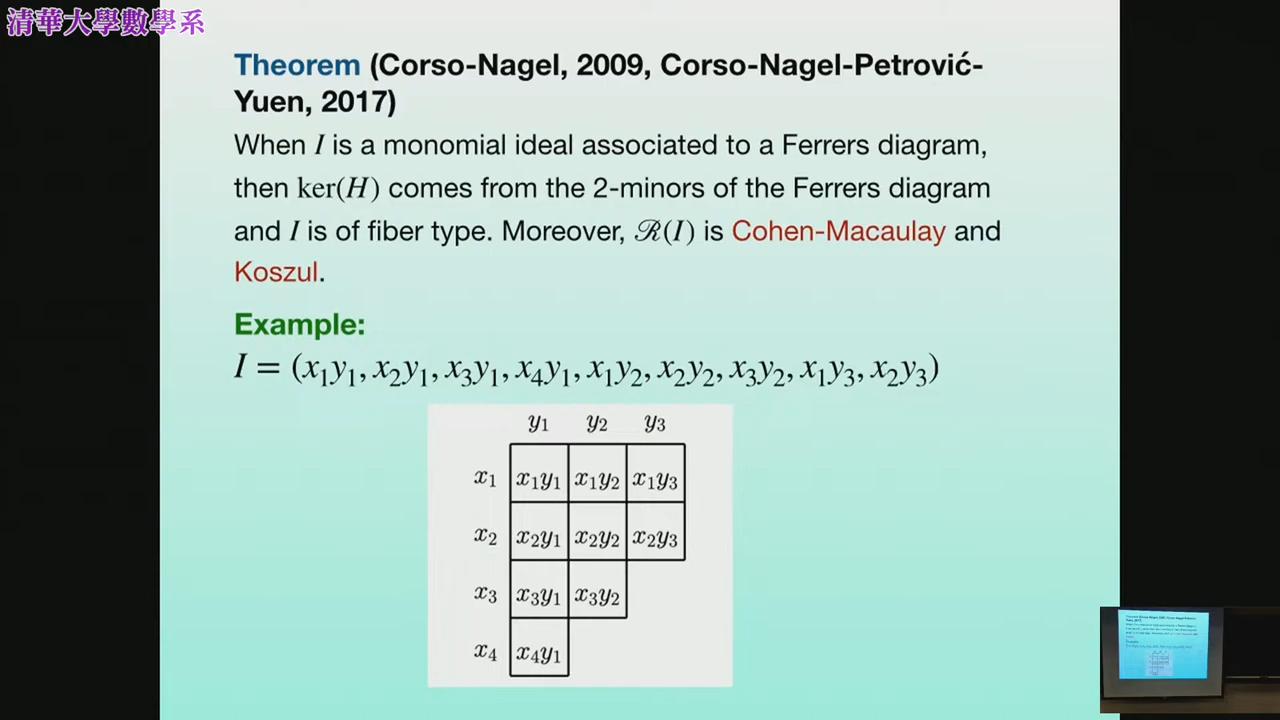 清華大學數學系
Theorem (Corso-Nagel, 2009, Corso-Nagel-Petrović-
Yuen, 2017)
When I is a monomial ideal associated to a Ferrers diagram,
then ker(H) comes from the 2-minors of the Ferrers diagram
and I is of fiber type. Moreover, ℛ(I) is Cohen-Macaulay and
Koszul.
Example:
I = (x₁y₁, x₂y₁, x₃y₁, x₄y₁, x₁y₂, x₂y₂, x₃y₂, x₁y₃, x₂y₃)
y₁ y₂ y₃
x₁ x₁y₁ x₁y₂ x₁y₃
x₂ x₂y₁ x₂y₂ x₂y₃
x₃ x₃y₁ x₃y₂
x₄ x₄y₁